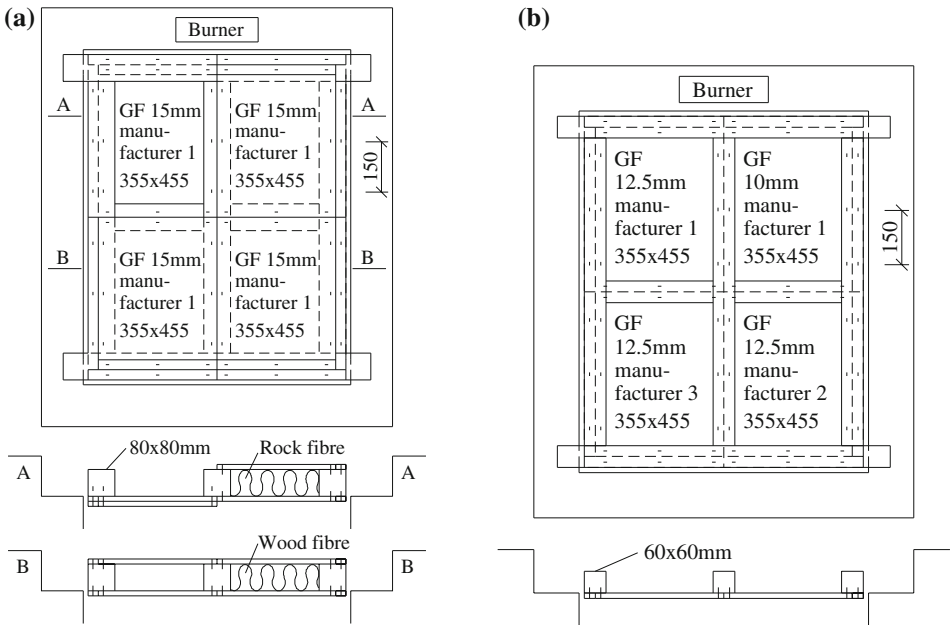 (a)
Burner
A
A
GF 15mm
manu-
facturer 1
355x455
GF 15mm
manu-
facturer 1
355x455
150
B
B
GF 15mm
manu-
facturer 1
355x455
GF 15mm
manu-
facturer 1
355x455
80x80mm
Rock fibre
A
A
Wood fibre
B
B
(b)
Burner
GF
12.5mm
manu-
facturer 1
355x455
GF
10mm
manu-
facturer 1
355x455
150
GF
12.5mm
manu-
facturer 3
355x455
GF
12.5mm
manu-
facturer 2
355x455
60x60mm